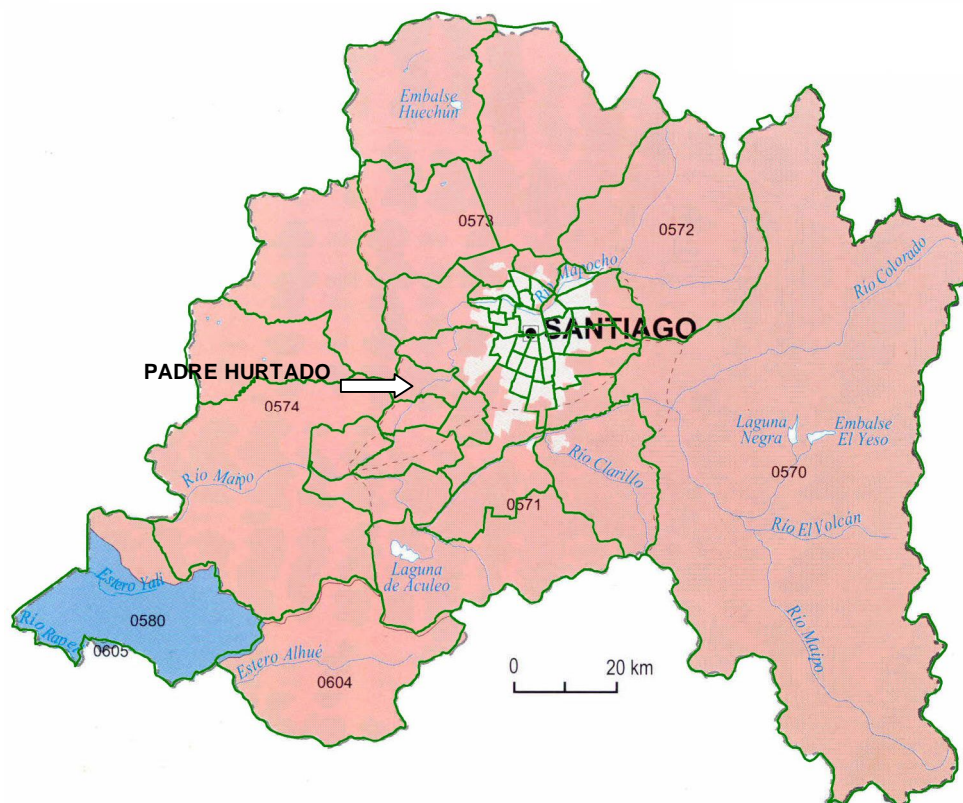 Embalse
Huechún
0573
0572
Río Mapocho
Río Colorado
SANTIAGO
PADRE HURTADO
0574
Laguna
Negra
Embalse
El Yeso
0570
Río Maipo
Río Clarillo
0571
Río El Volcán
Laguna
de Aculeo
Estero Yali
0580
0605
Estero Alhué
0604
0
20 km
Río Maipo